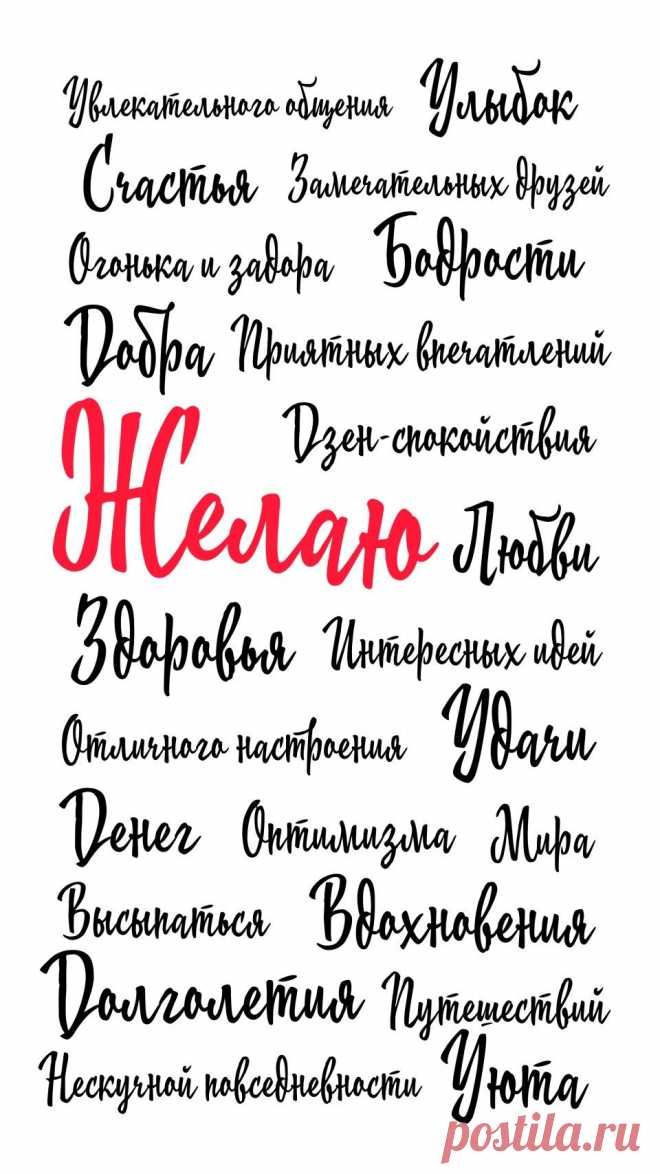 Увлекательного общения Улыбок
Счастья Замечательных друзей
Огонька и задора Бодрости
Добра Приятных впечатлений
Дзен-спокойствия
Желаю Любви
Здоровья Интересных идей
Отличного настроения Удачи
Денег Оптимизма Мира
Высыпаться Вдохновения
Долголетия Путешествий
Нескучной повседневности Уюта
postila.ru